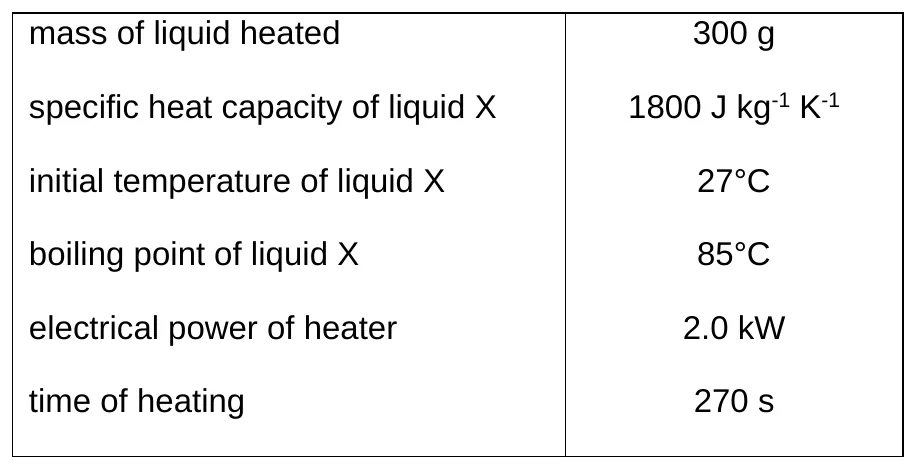 mass of liquid heated 300 g
specific heat capacity of liquid X 1800 J kg⁻¹ K⁻¹
initial temperature of liquid X 27°C
boiling point of liquid X 85°C
electrical power of heater 2.0 kW
time of heating 270 s